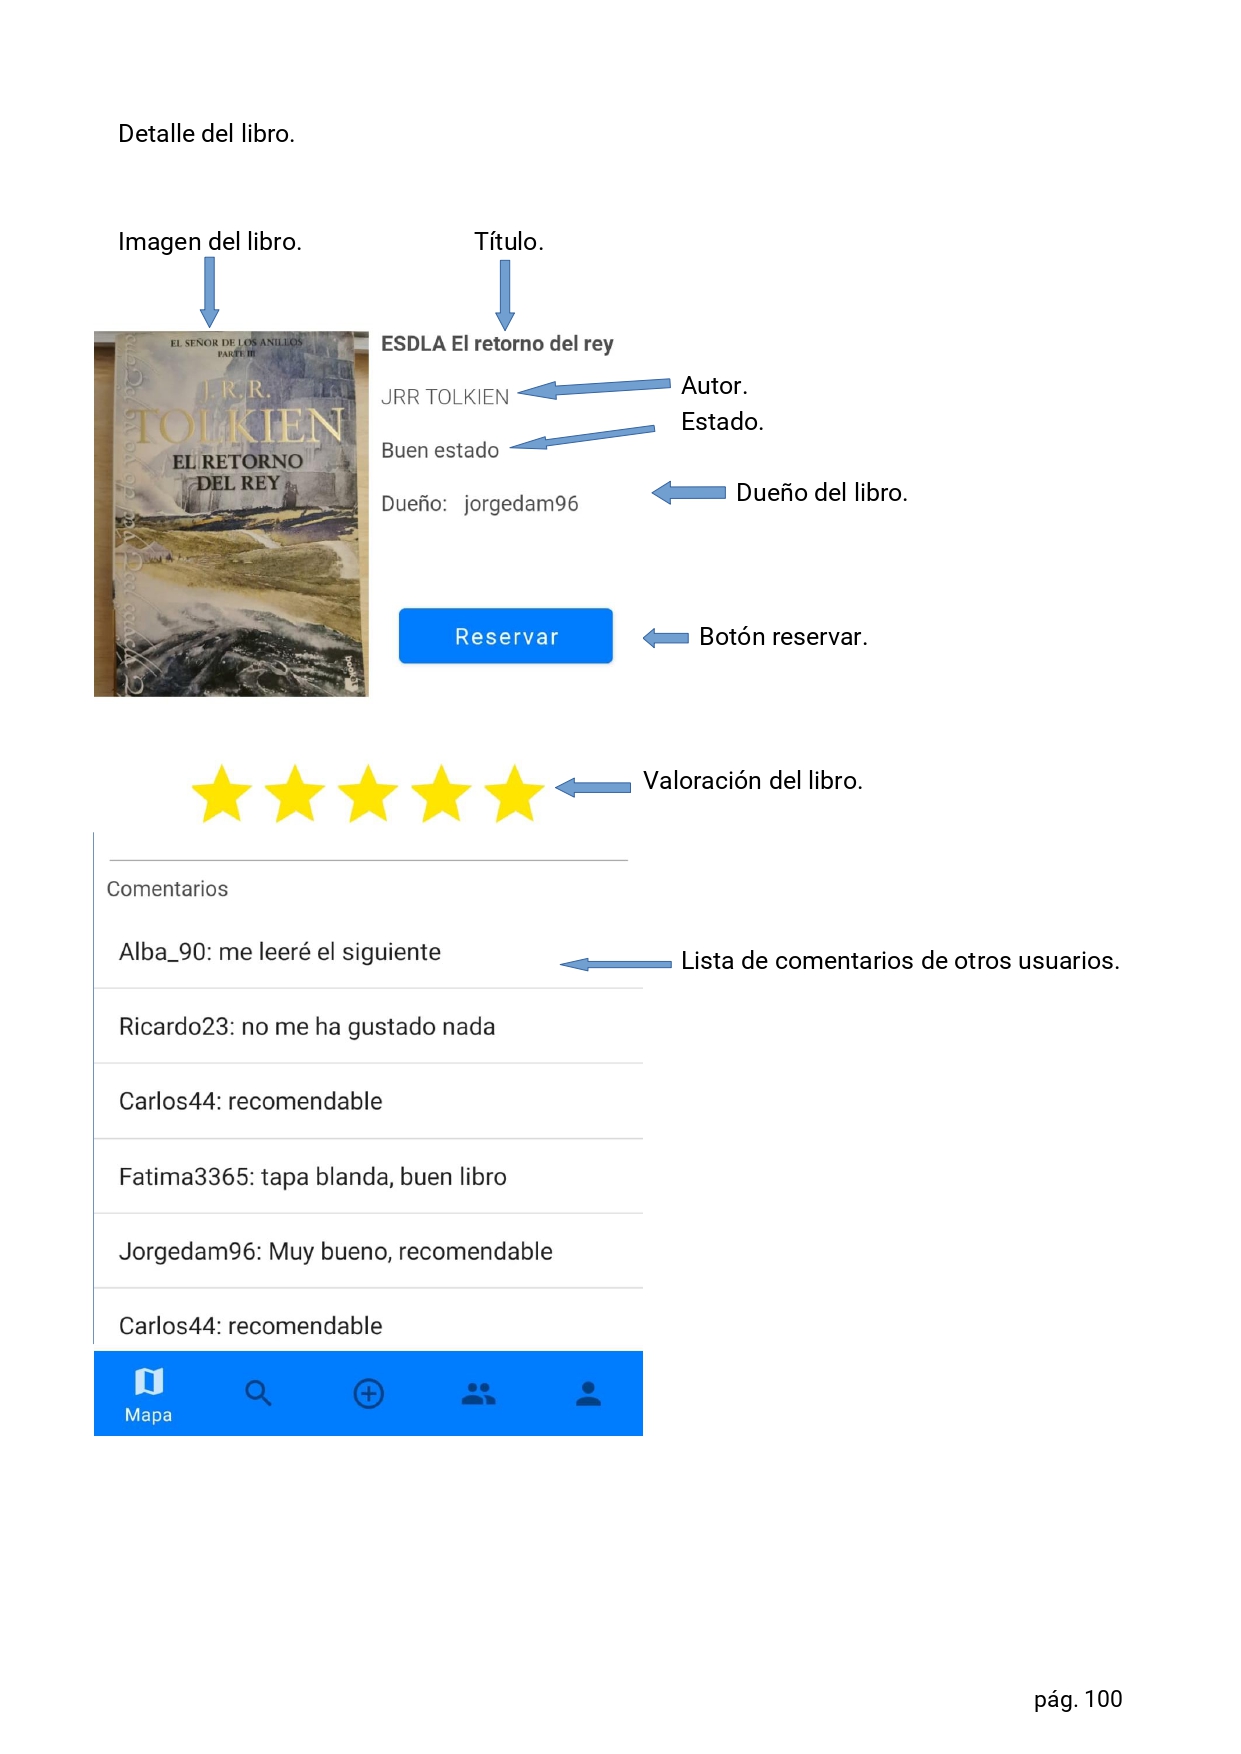 Detalle del libro.
Imagen del libro.
Título.
EL SEÑOR DE LOS ANILLOS
PARTE III
J. R. R.
TOLKIEN
EL RETORNO
DEL REY
booket
ESDLA El retorno del rey
JRR TOLKIEN
Autor.
Estado.
Buen estado
Dueño: jorgedam96
Dueño del libro.
Reservar
Botón reservar.
Valoración del libro.
Comentarios
Alba_90: me leeré el siguiente
Lista de comentarios de otros usuarios.
Ricardo23: no me ha gustado nada
Carlos44: recomendable
Fatima3365: tapa blanda, buen libro
Jorgedam96: Muy bueno, recomendable
Carlos44: recomendable
Mapa
pág. 100